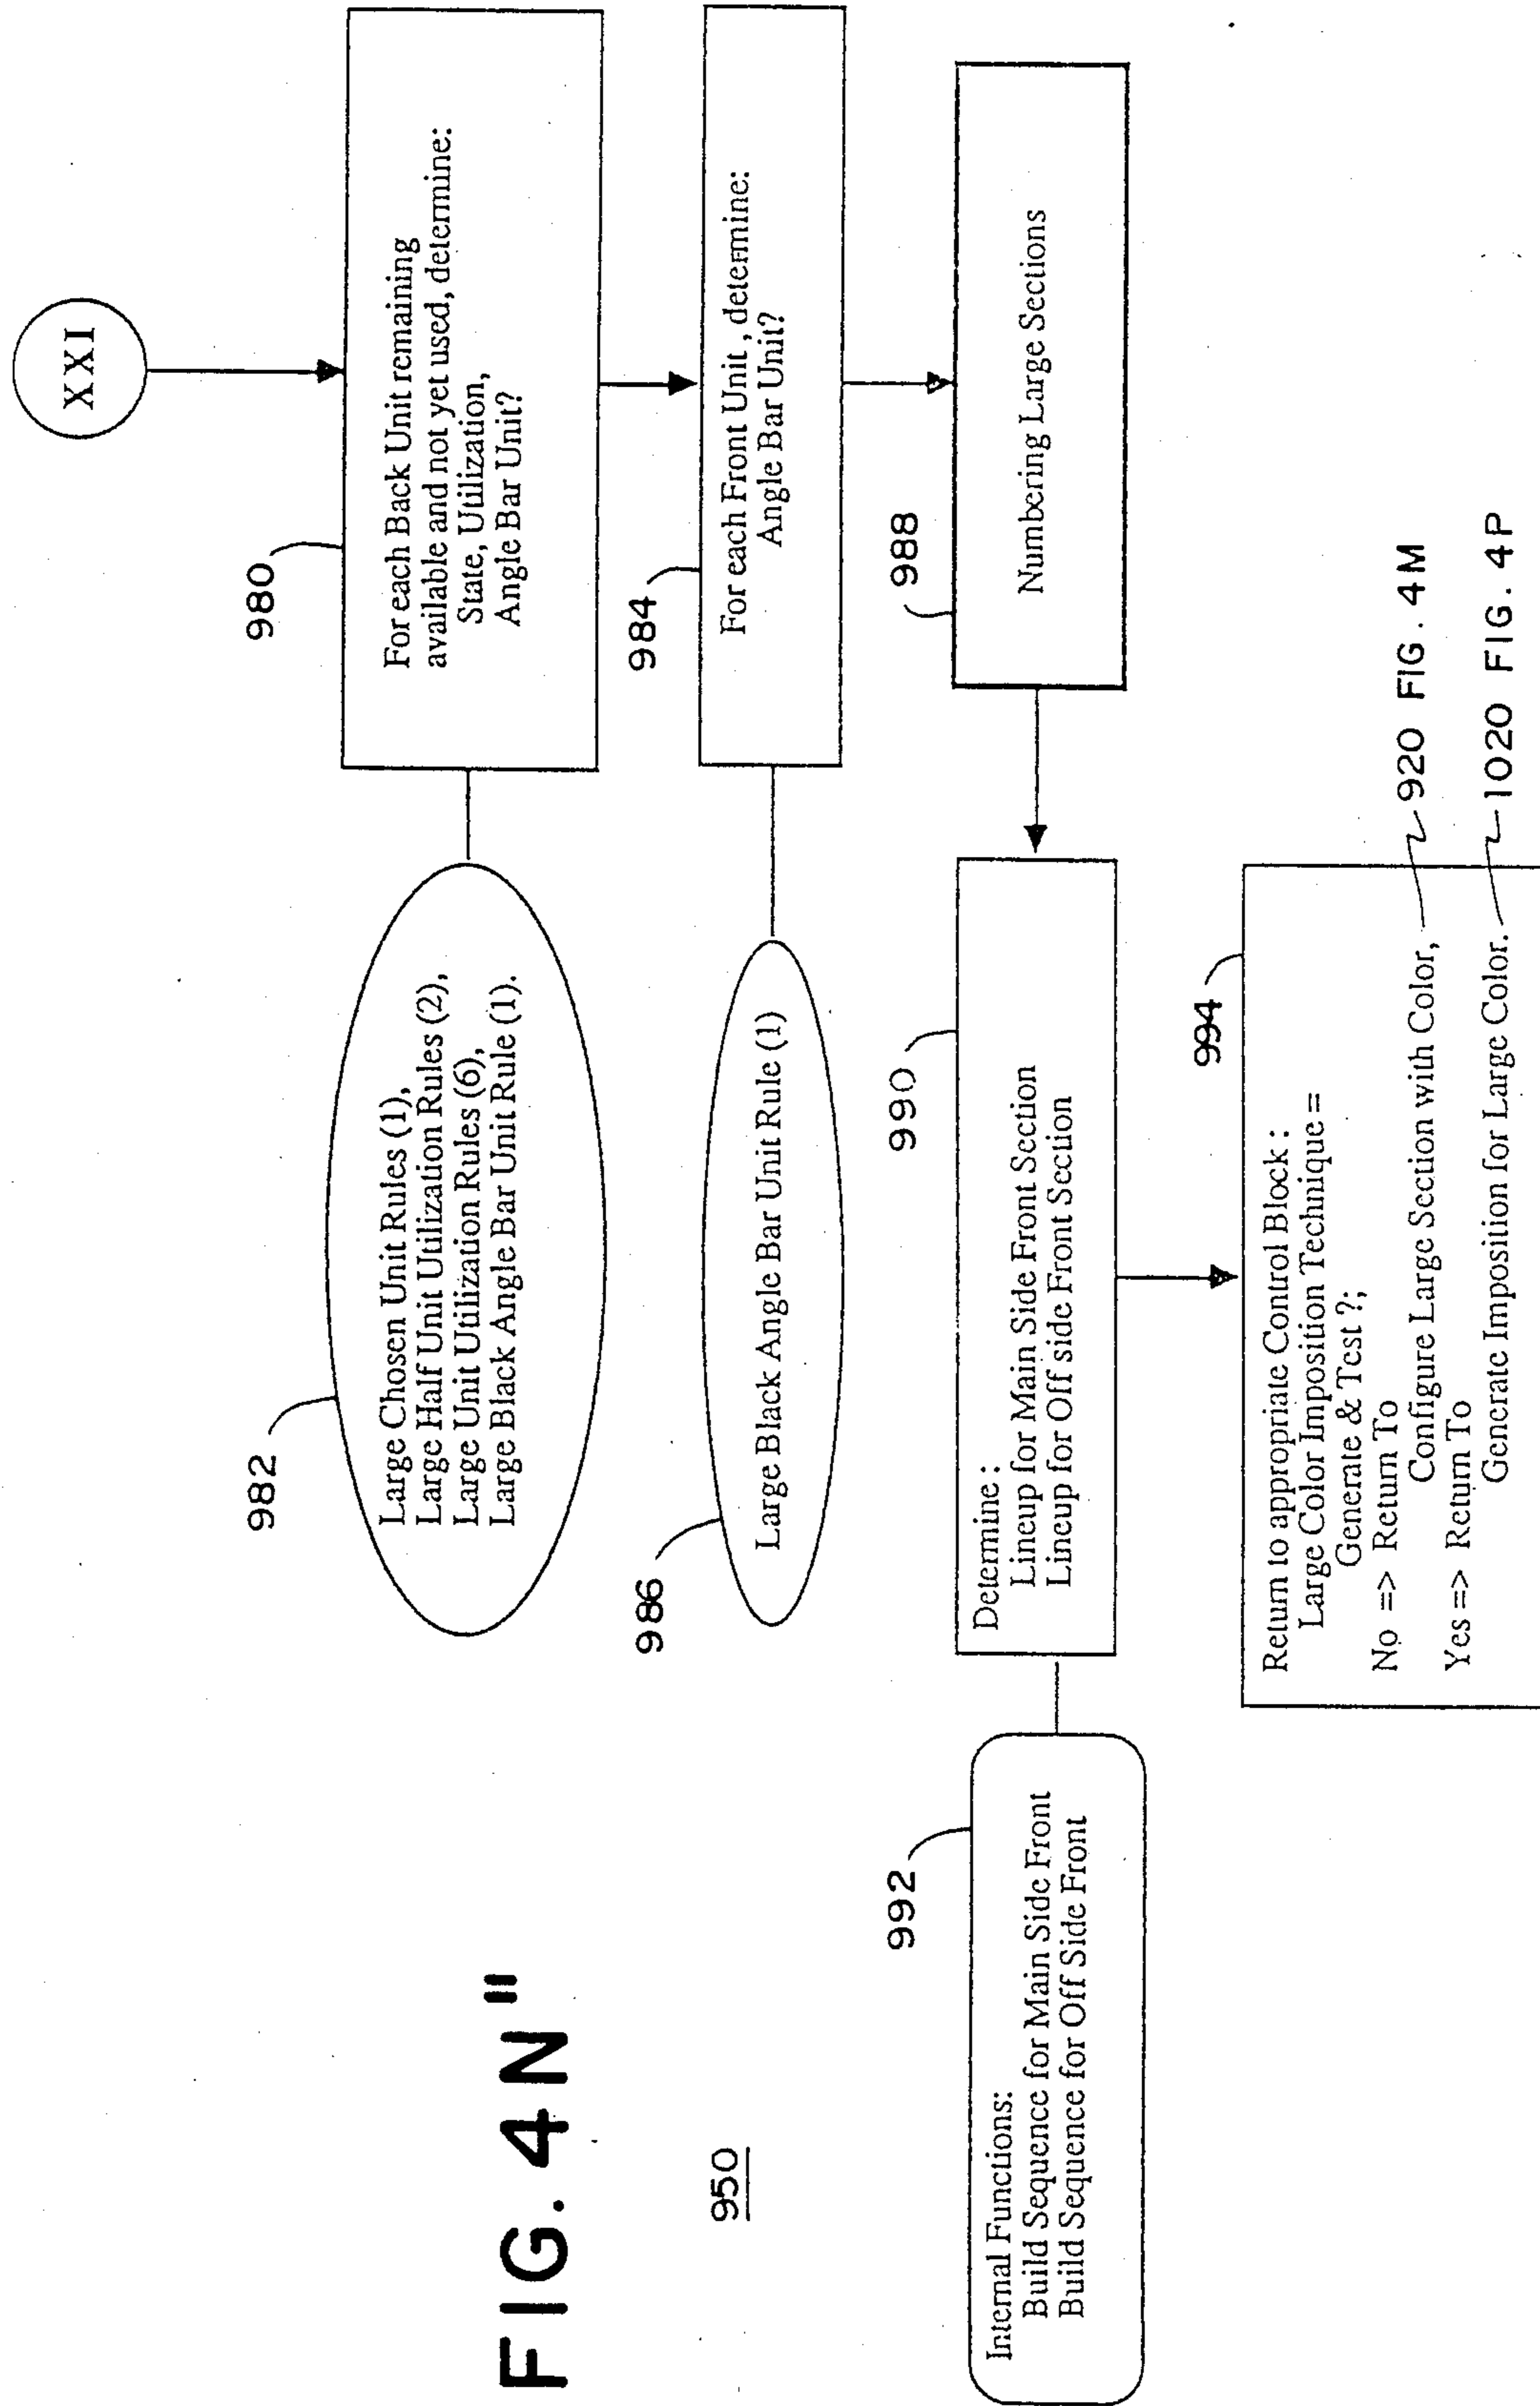 FIG. 4N"
950
XXI
980
For each Back Unit remaining
available and not yet used, determine:
State, Utilization,
Angle Bar Unit?
982
Large Chosen Unit Rules (1),
Large Half Unit Utilization Rules (2),
Large Unit Utilization Rules (6),
Large Black Angle Bar Unit Rule (1).
984
For each Front Unit , determine:
Angle Bar Unit?
986
Large Black Angle Bar Unit Rule (1)
988
Numbering Large Sections
990
Determine :
Lineup for Main Side Front Section
Lineup for Off side Front Section
992
Internal Functions:
Build Sequence for Main Side Front
Build Sequence for Off Side Front
994
Return to appropriate Control Block :
Large Color Imposition Technique =
Generate & Test ?;
No => Return To
Configure Large Section with Color,
920 FIG. 4M
Yes => Return To
Generate Imposition for Large Color.
1020 FIG. 4P